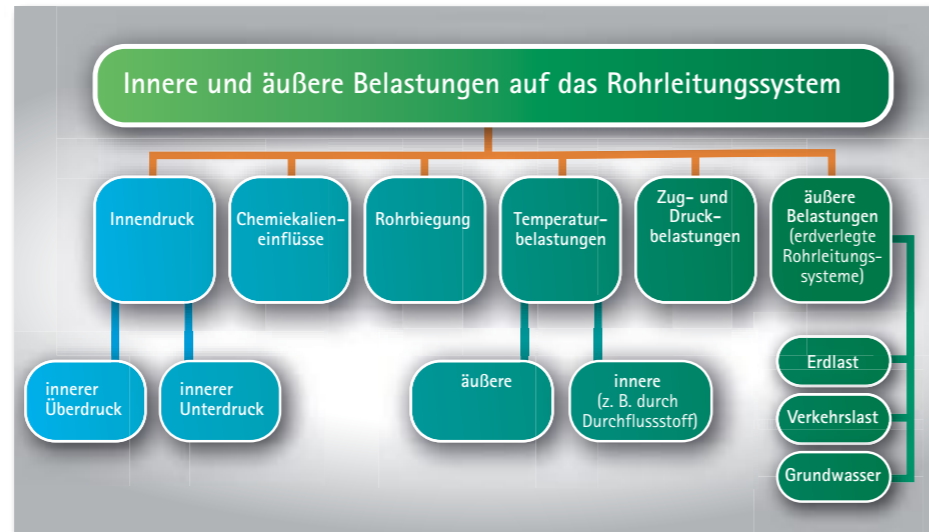 Innere und äußere Belastungen auf das Rohrleitungssystem
Innendruck
Chemiekalien-
einflüsse
Rohrbiegung
Temperatur-
belastungen
Zug- und
Druck-
belastungen
äußere
Belastungen
(erdverlegte
Rohrleitungs-
systeme)
innerer
Überdruck
innerer
Unterdruck
äußere
innere
(z. B. durch
Durchflussstoff)
Erdlast
Verkehrslast
Grundwasser